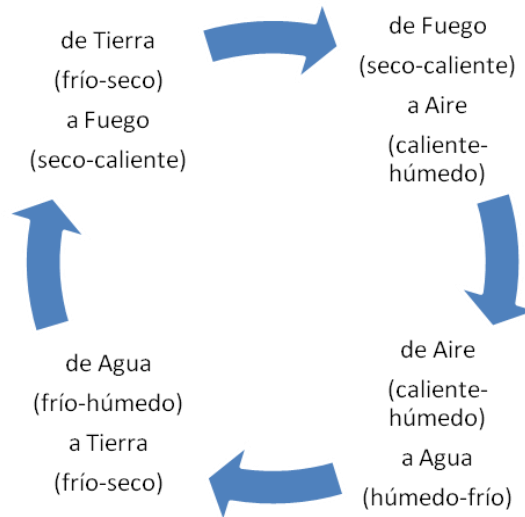 de Tierra
(frío-seco)
a Fuego
(seco-caliente)
de Fuego
(seco-caliente)
a Aire
(caliente-
húmedo)
de Aire
(caliente-
húmedo)
a Agua
(húmedo-frío)
de Agua
(frío-húmedo)
a Tierra
(frío-seco)